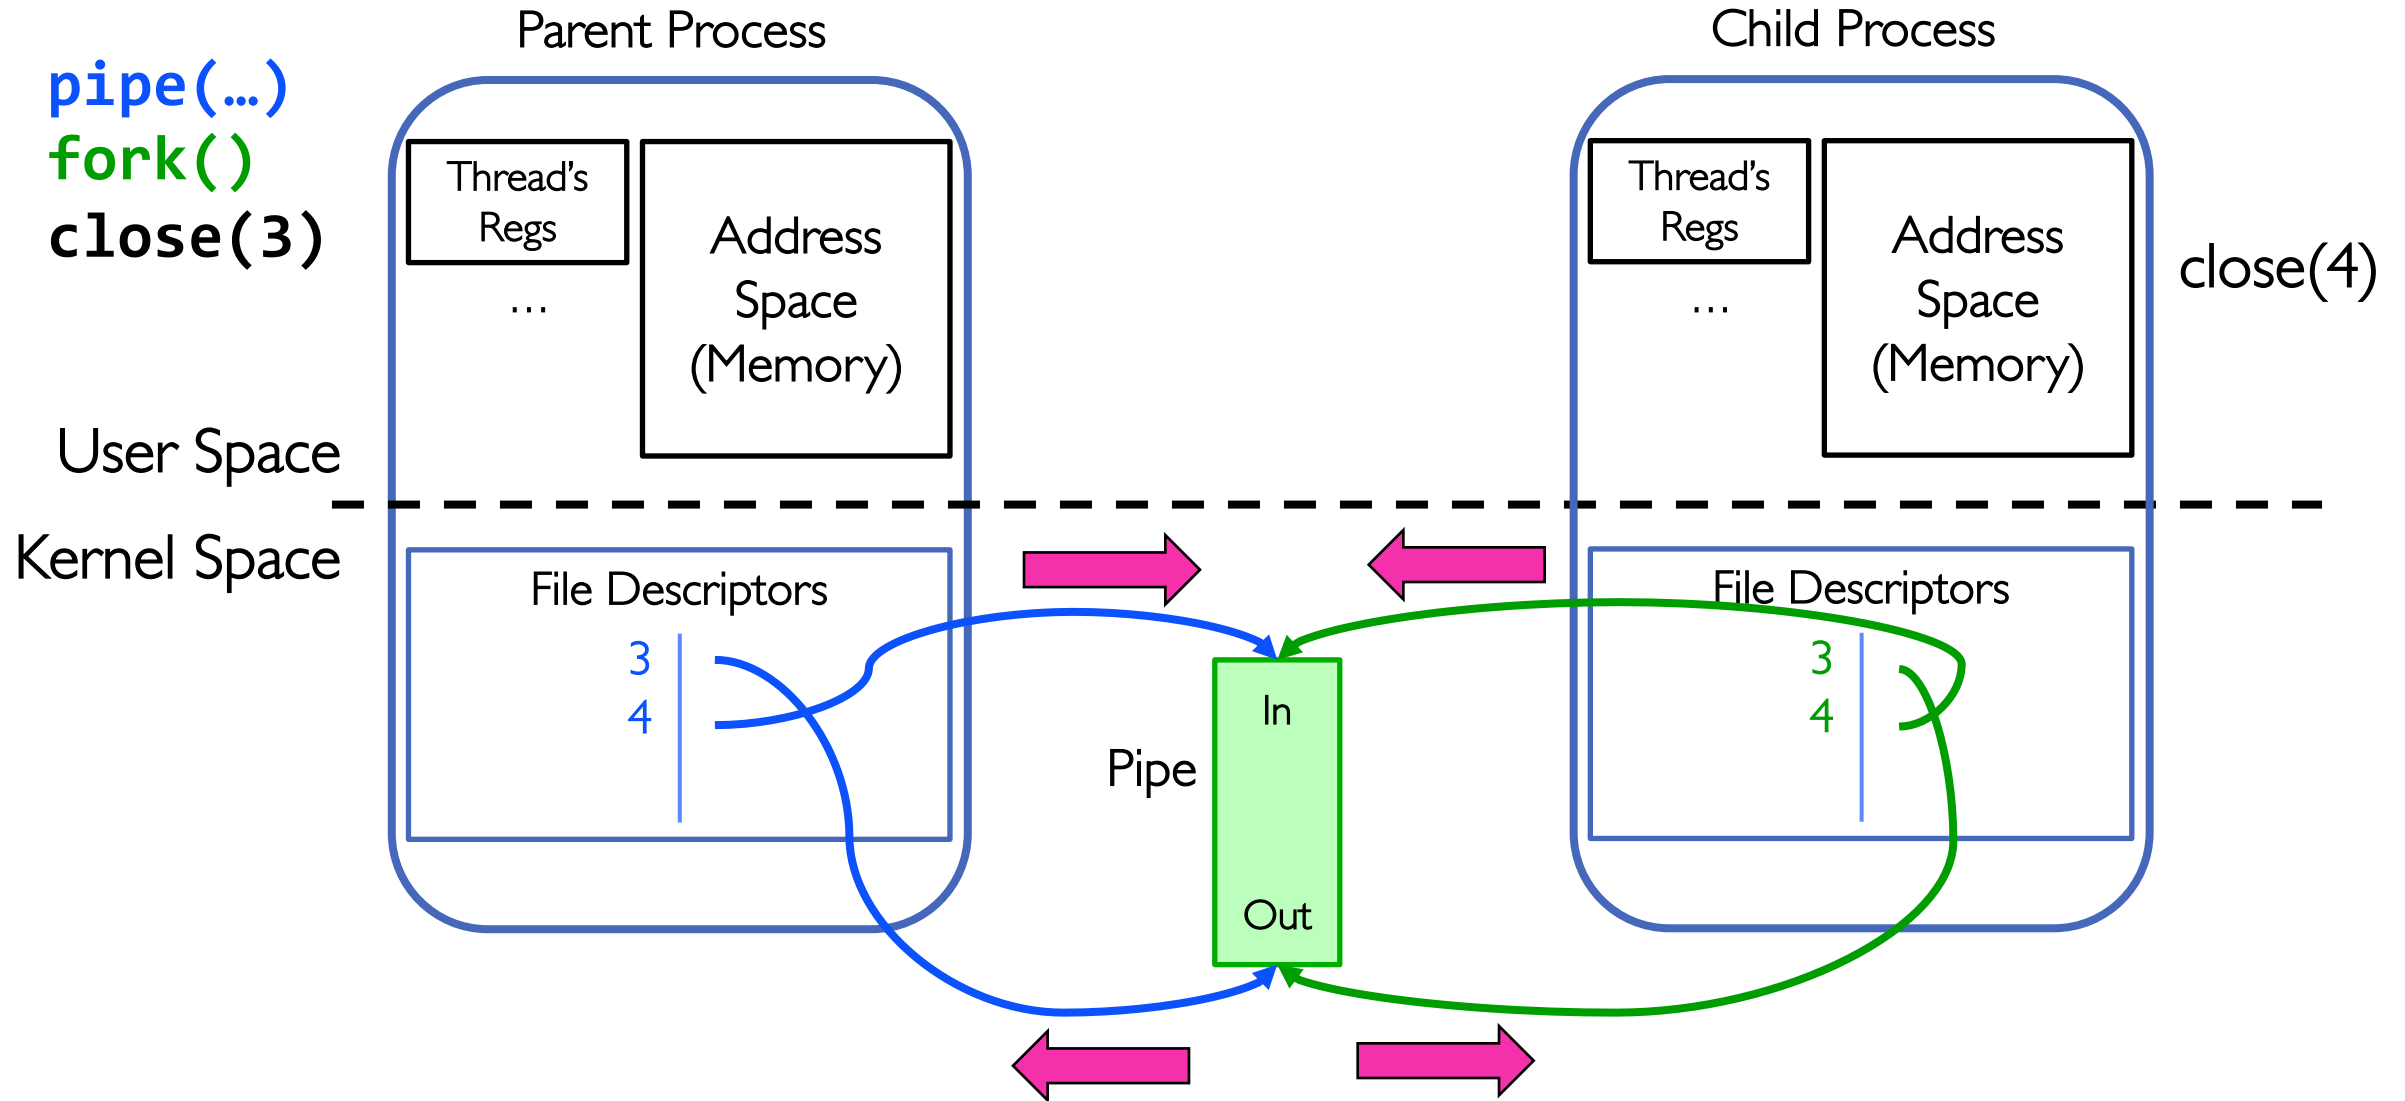 Parent Process
Child Process
pipe(…)
fork()
close(3)
Thread's
Regs
…
Address
Space
(Memory)
Thread's
Regs
…
Address
Space
(Memory)
close(4)
User Space
Kernel Space
File Descriptors
3
4
File Descriptors
3
4
In
Pipe
Out